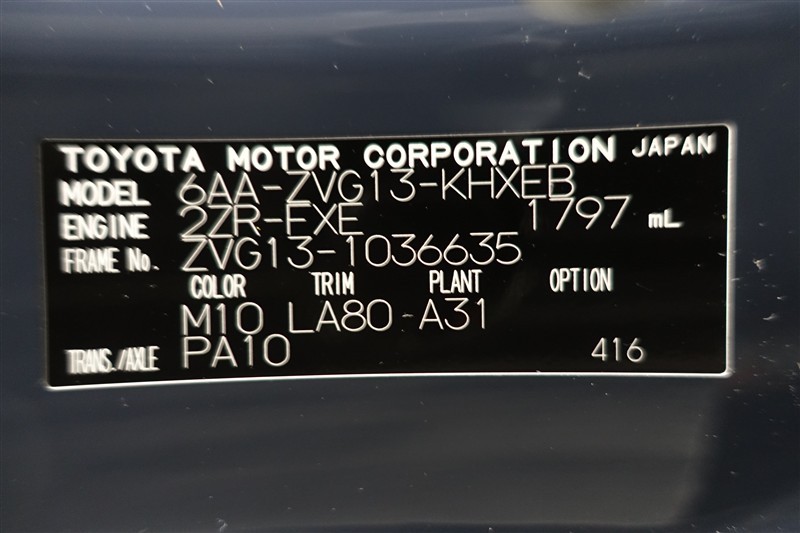 TOYOTA MOTOR CORPORATION JAPAN
MODEL 6AA-ZVG13-KHXEB
ENGINE 2ZR-FXE 1797 mL
FRAME No. ZVG13-1036635
COLOR TRIM PLANT OPTION
M10 LA80-A31
TRANS./AXLE PA10 416